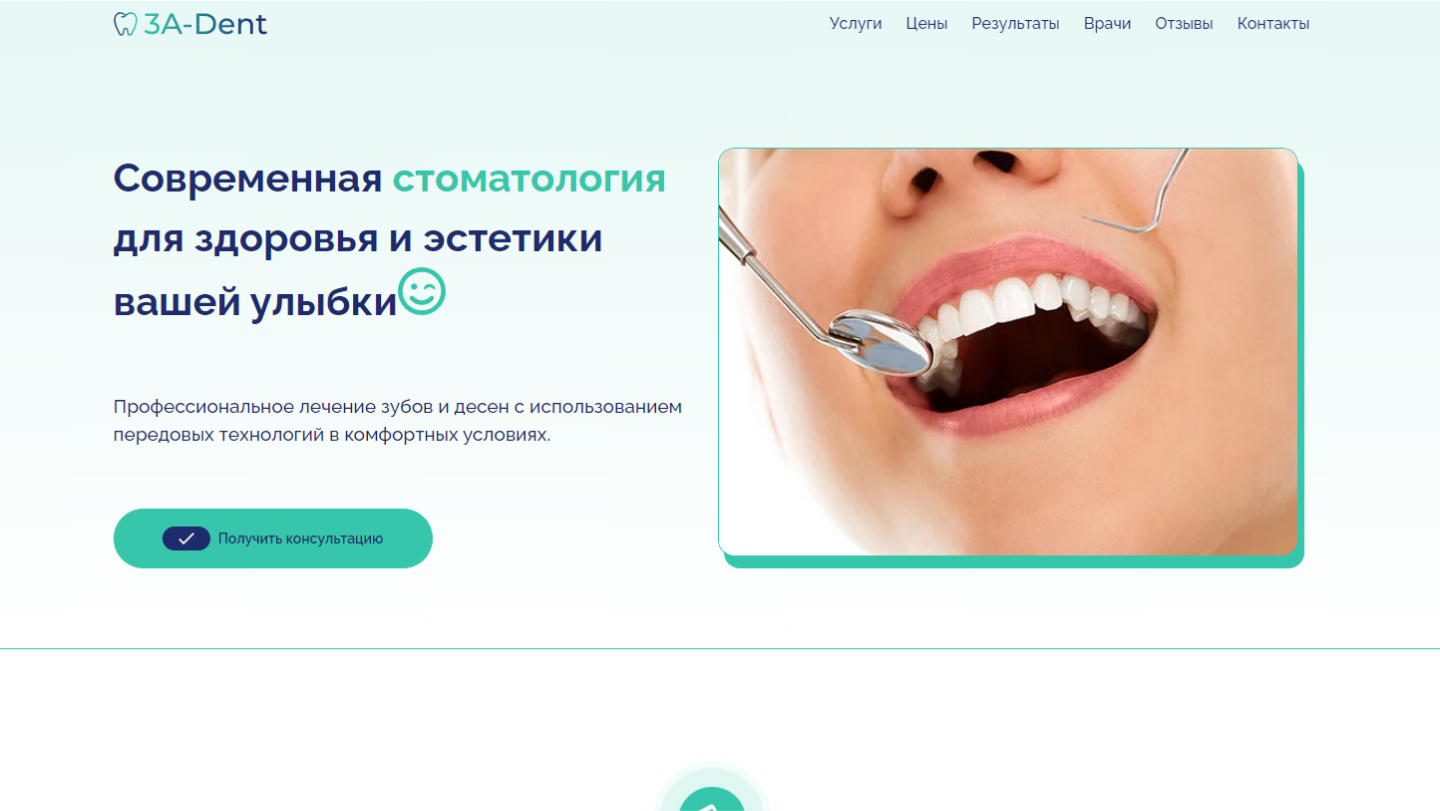 3A-Dent
Услуги Цены Результаты Врачи Отзывы Контакты
Современная стоматология
для здоровья и эстетики
вашей улыбки
Профессиональное лечение зубов и десен с использованием
передовых технологий в комфортных условиях.
Получить консультацию